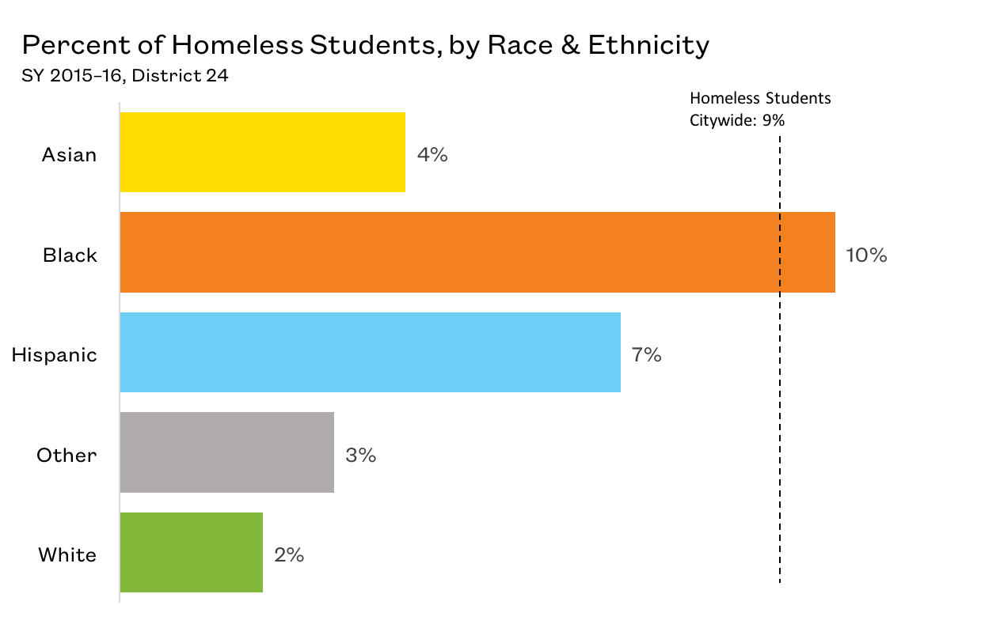 Percent of Homeless Students, by Race & Ethnicity
SY 2015–16, District 24
Homeless Students
Citywide: 9%
Asian 4%
Black 10%
Hispanic 7%
Other 3%
White 2%